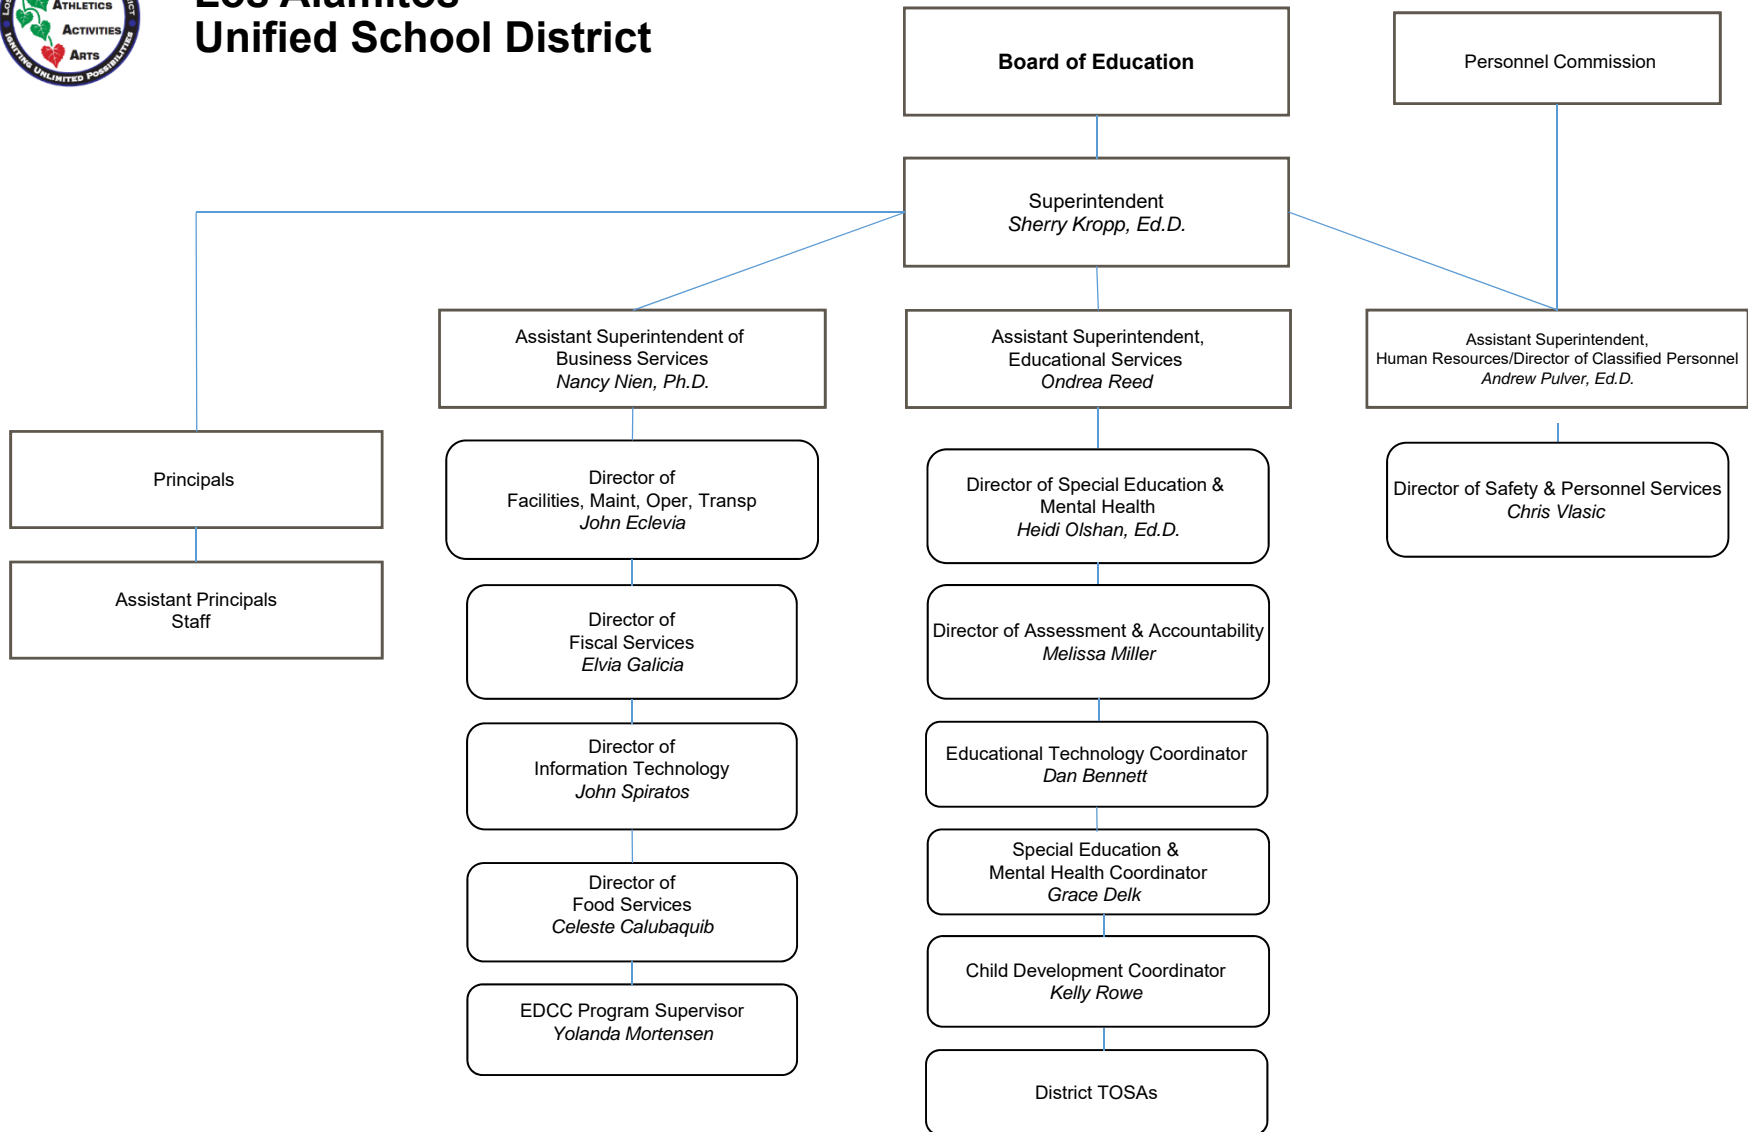 ATHLETICS
ACTIVITIES
ARTS
IGNITING UNLIMITED POSSIBILITIES
Los Alamitos
Unified School District
Board of Education
Personnel Commission
Superintendent
Sherry Kropp, Ed.D.
Assistant Superintendent of
Business Services
Nancy Nien, Ph.D.
Assistant Superintendent,
Educational Services
Ondrea Reed
Assistant Superintendent,
Human Resources/Director of Classified Personnel
Andrew Pulver, Ed.D.
Principals
Assistant Principals
Staff
Director of
Facilities, Maint, Oper, Transp
John Eclevia
Director of
Fiscal Services
Elvia Galicia
Director of
Information Technology
John Spiratos
Director of
Food Services
Celeste Calubaquib
EDCC Program Supervisor
Yolanda Mortensen
Director of Special Education &
Mental Health
Heidi Olshan, Ed.D.
Director of Assessment & Accountability
Melissa Miller
Educational Technology Coordinator
Dan Bennett
Special Education &
Mental Health Coordinator
Grace Delk
Child Development Coordinator
Kelly Rowe
District TOSAs
Director of Safety & Personnel Services
Chris Vlasic